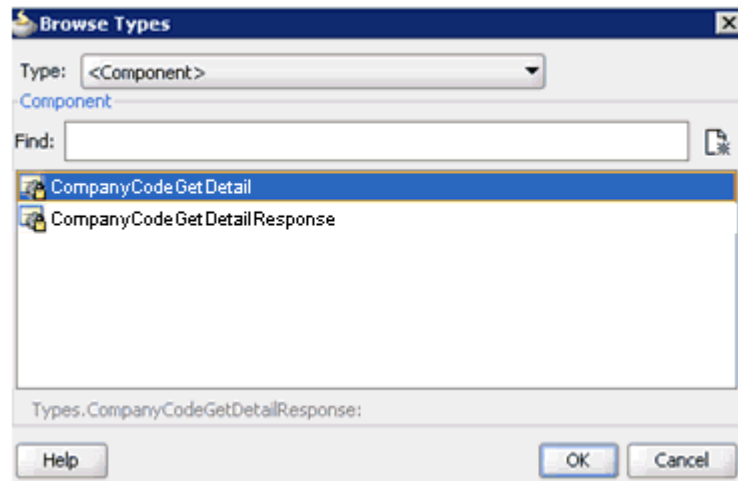 Browse Types
Type: <Component>
Component
Find:
CompanyCodeGetDetail
CompanyCodeGetDetailResponse
Types.CompanyCodeGetDetailResponse:
Help OK Cancel